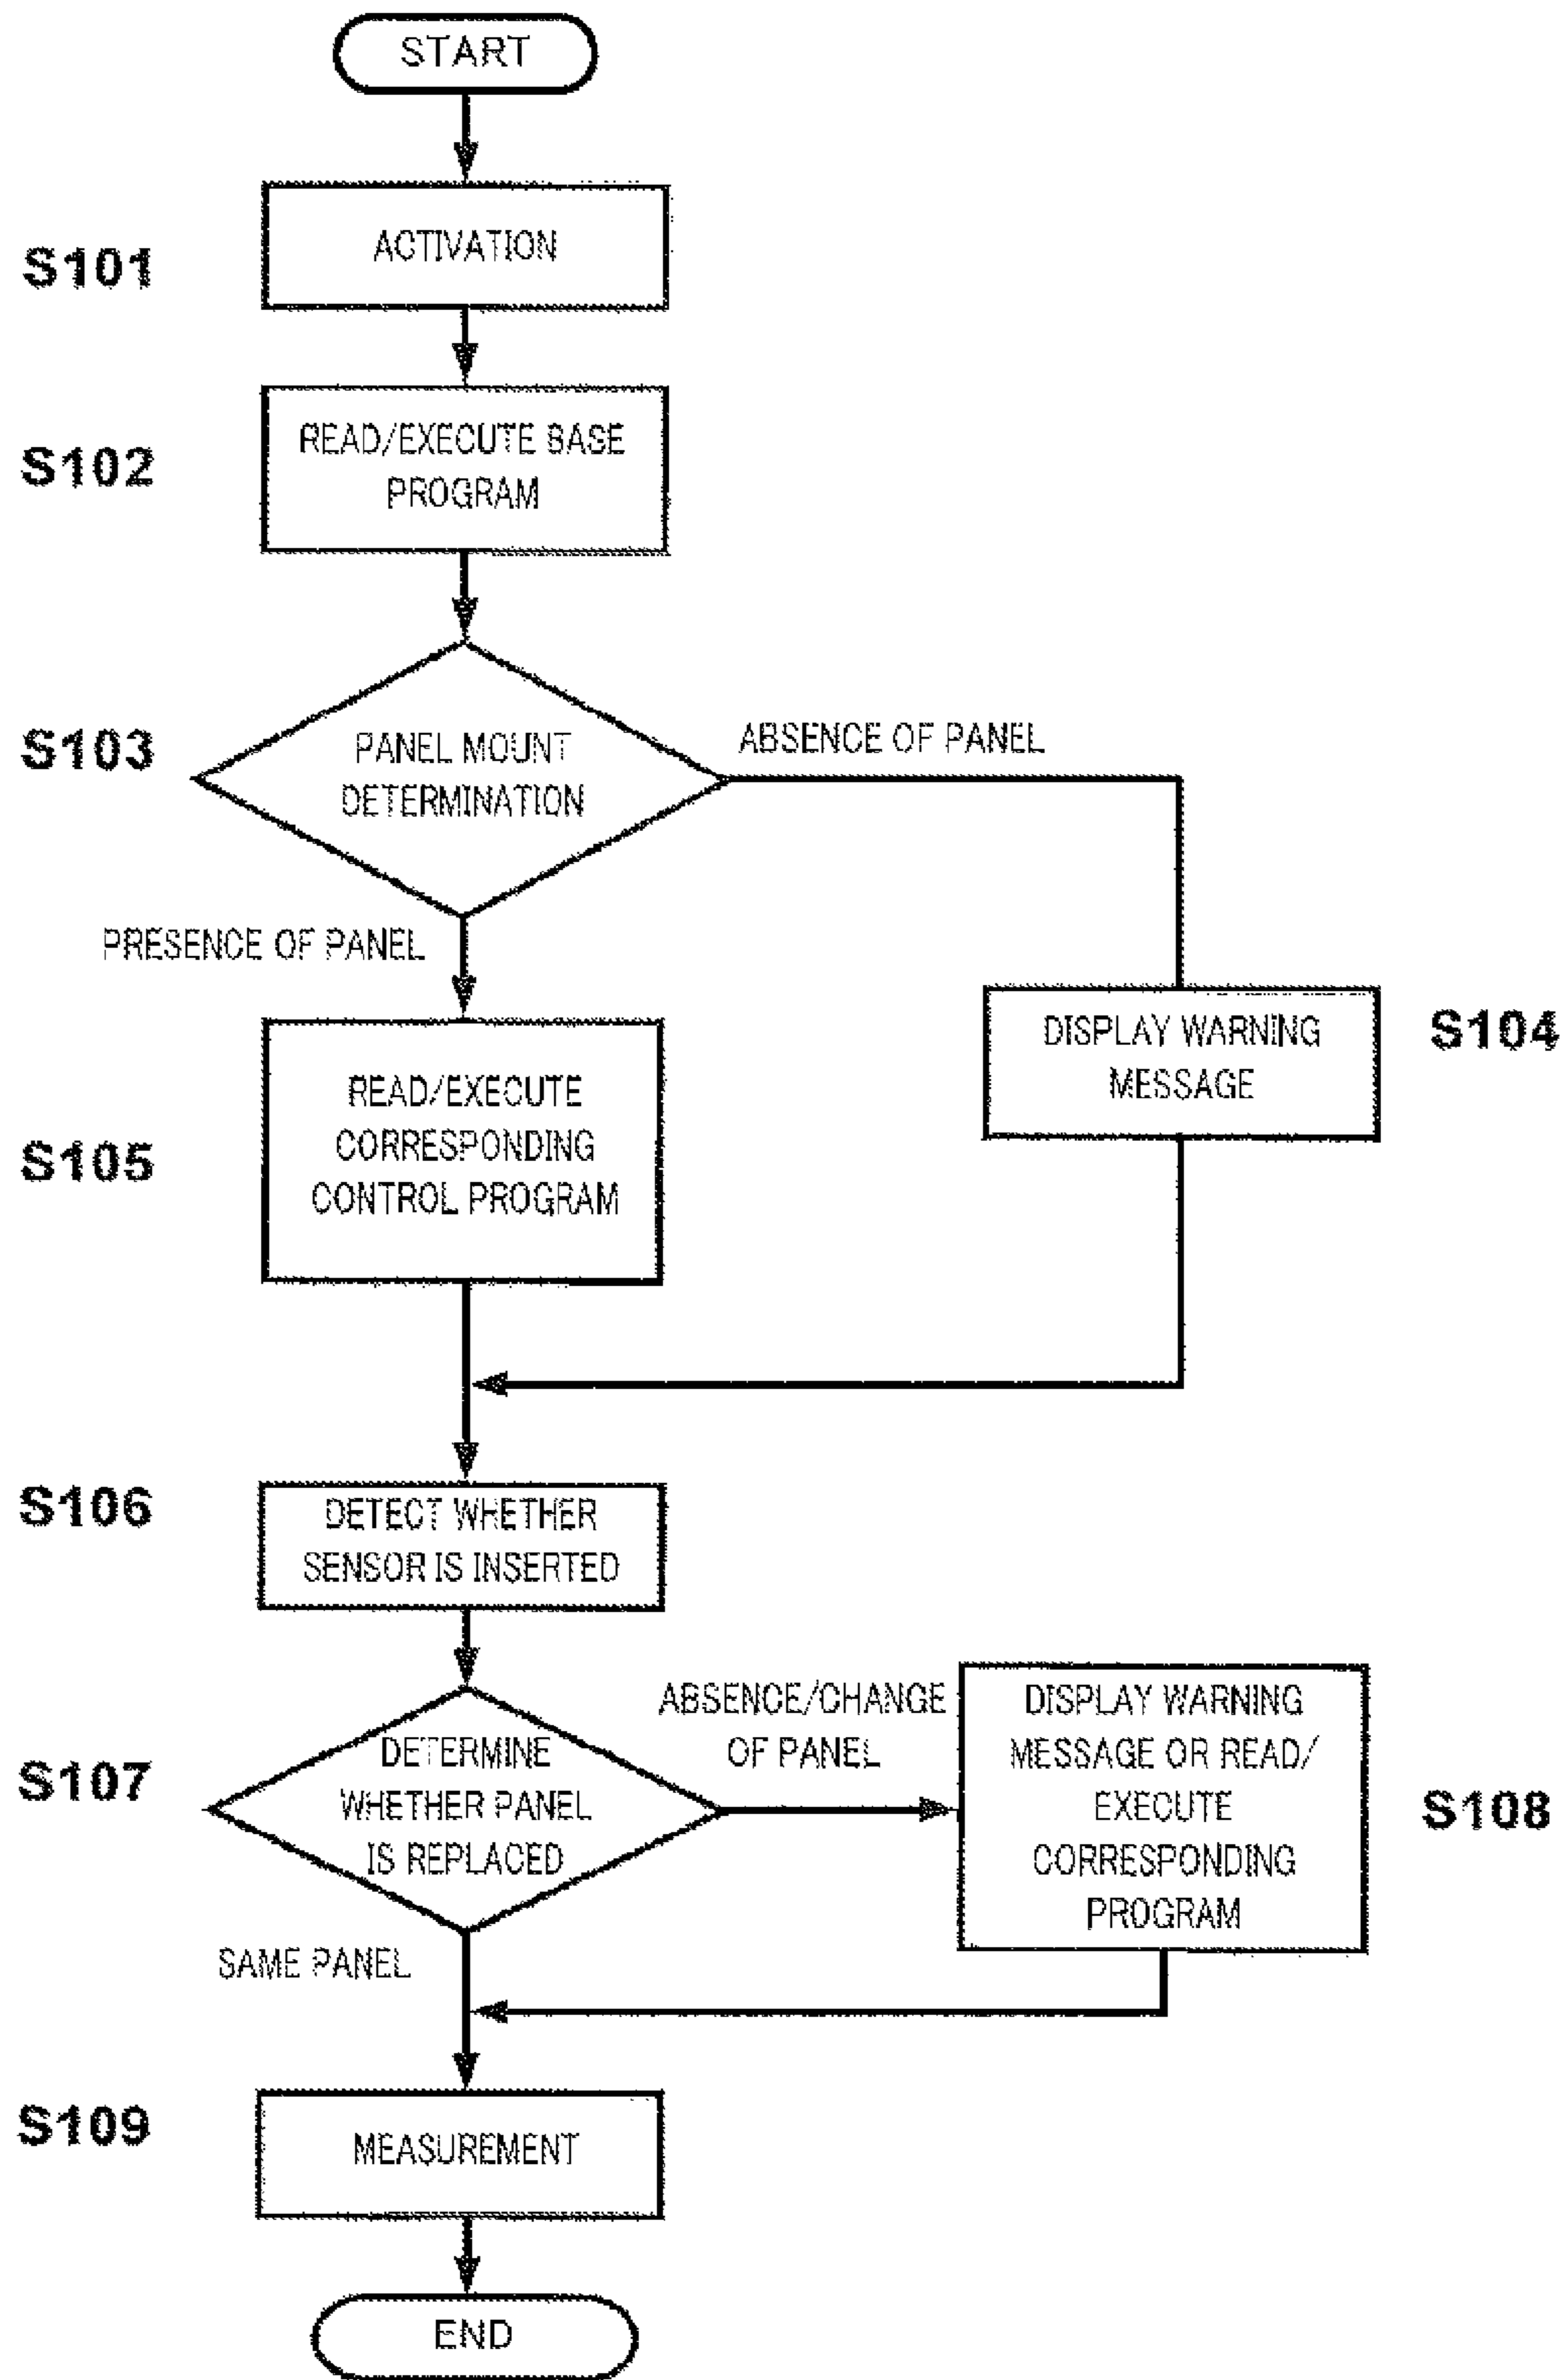 START
S101
ACTIVATION
S102
READ/EXECUTE BASE
PROGRAM
S103
PANEL MOUNT
DETERMINATION
ABSENCE OF PANEL
PRESENCE OF PANEL
DISPLAY WARNING
MESSAGE
S104
S105
READ/EXECUTE
CORRESPONDING
CONTROL PROGRAM
S106
DETECT WHETHER
SENSOR IS INSERTED
S107
DETERMINE
WHETHER PANEL
IS REPLACED
ABSENCE/CHANGE
OF PANEL
DISPLAY WARNING
MESSAGE OR READ/
EXECUTE
CORRESPONDING
PROGRAM
S108
SAME PANEL
S109
MEASUREMENT
END